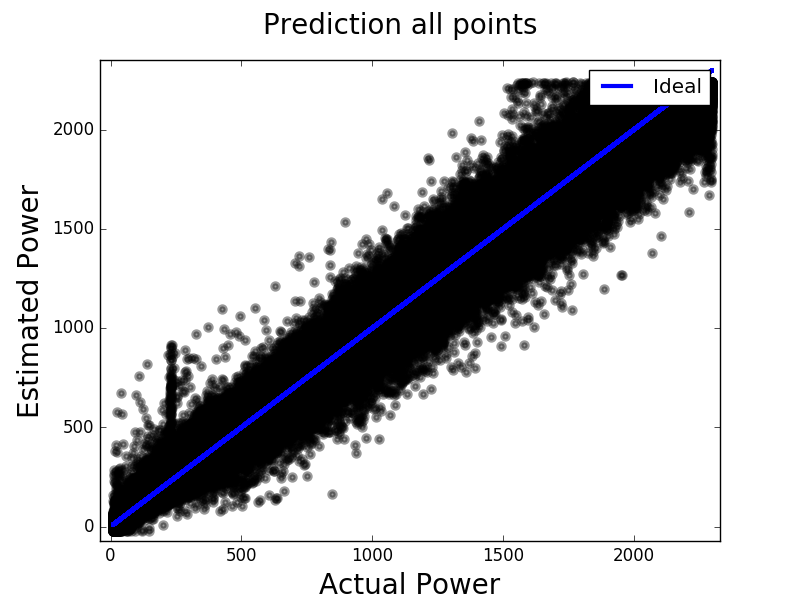 Prediction all points
Ideal
2000
1500
1000
500
0
Estimated Power
0 500 1000 1500 2000
Actual Power